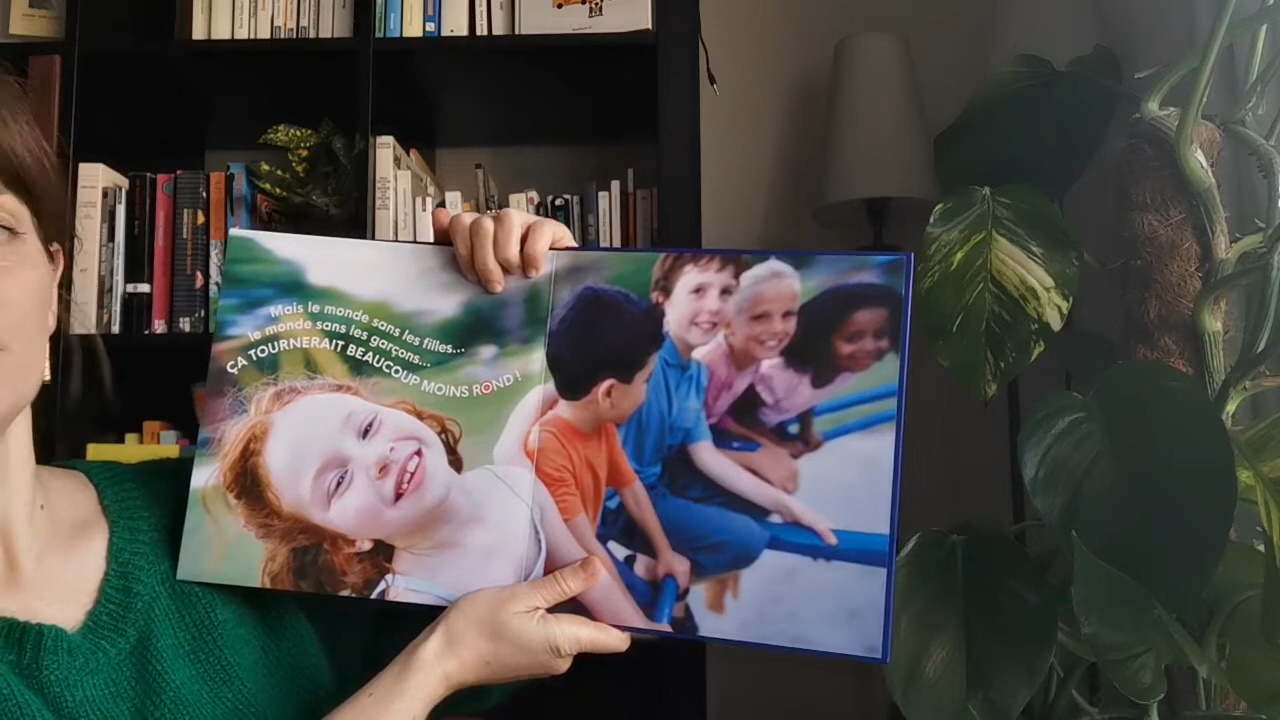 Mais le monde sans les filles...
le monde sans les garçons...
ÇA TOURNERAIT BEAUCOUP MOINS ROND !